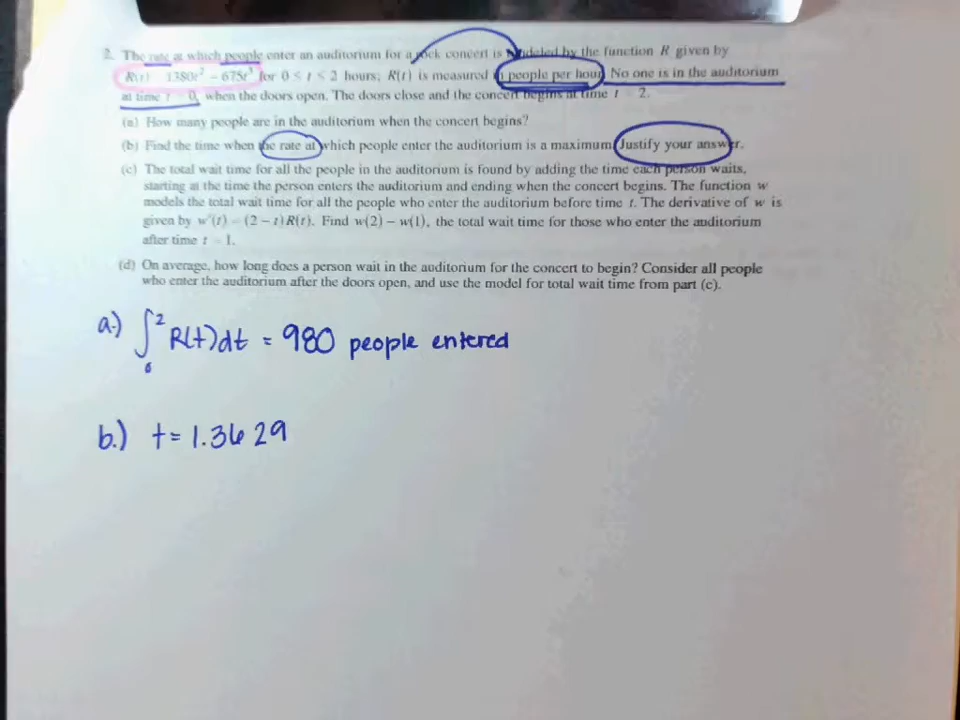 2. The rate at which people enter an auditorium for a rock concert is modeled by the function R given by
R(t) = 1380t² − 675t³ for 0 ≤ t ≤ 2 hours; R(t) is measured in people per hour. No one is in the auditorium
at time t = 0, when the doors open. The doors close and the concert begins at time t = 2.
(a) How many people are in the auditorium when the concert begins?
(b) Find the time when the rate at which people enter the auditorium is a maximum. Justify your answer.
(c) The total wait time for all the people in the auditorium is found by adding the time each person waits,
starting at the time the person enters the auditorium and ending when the concert begins. The function w
models the total wait time for all the people who enter the auditorium before time t. The derivative of w is
given by w′(t) = (2 − t)R(t). Find w(2) − w(1), the total wait time for those who enter the auditorium
after time t = 1.
(d) On average, how long does a person wait in the auditorium for the concert to begin? Consider all people
who enter the auditorium after the doors open, and use the model for total wait time from part (c).
a.) ∫₀² R(t)dt = 980 people entered
b.) t = 1.3629